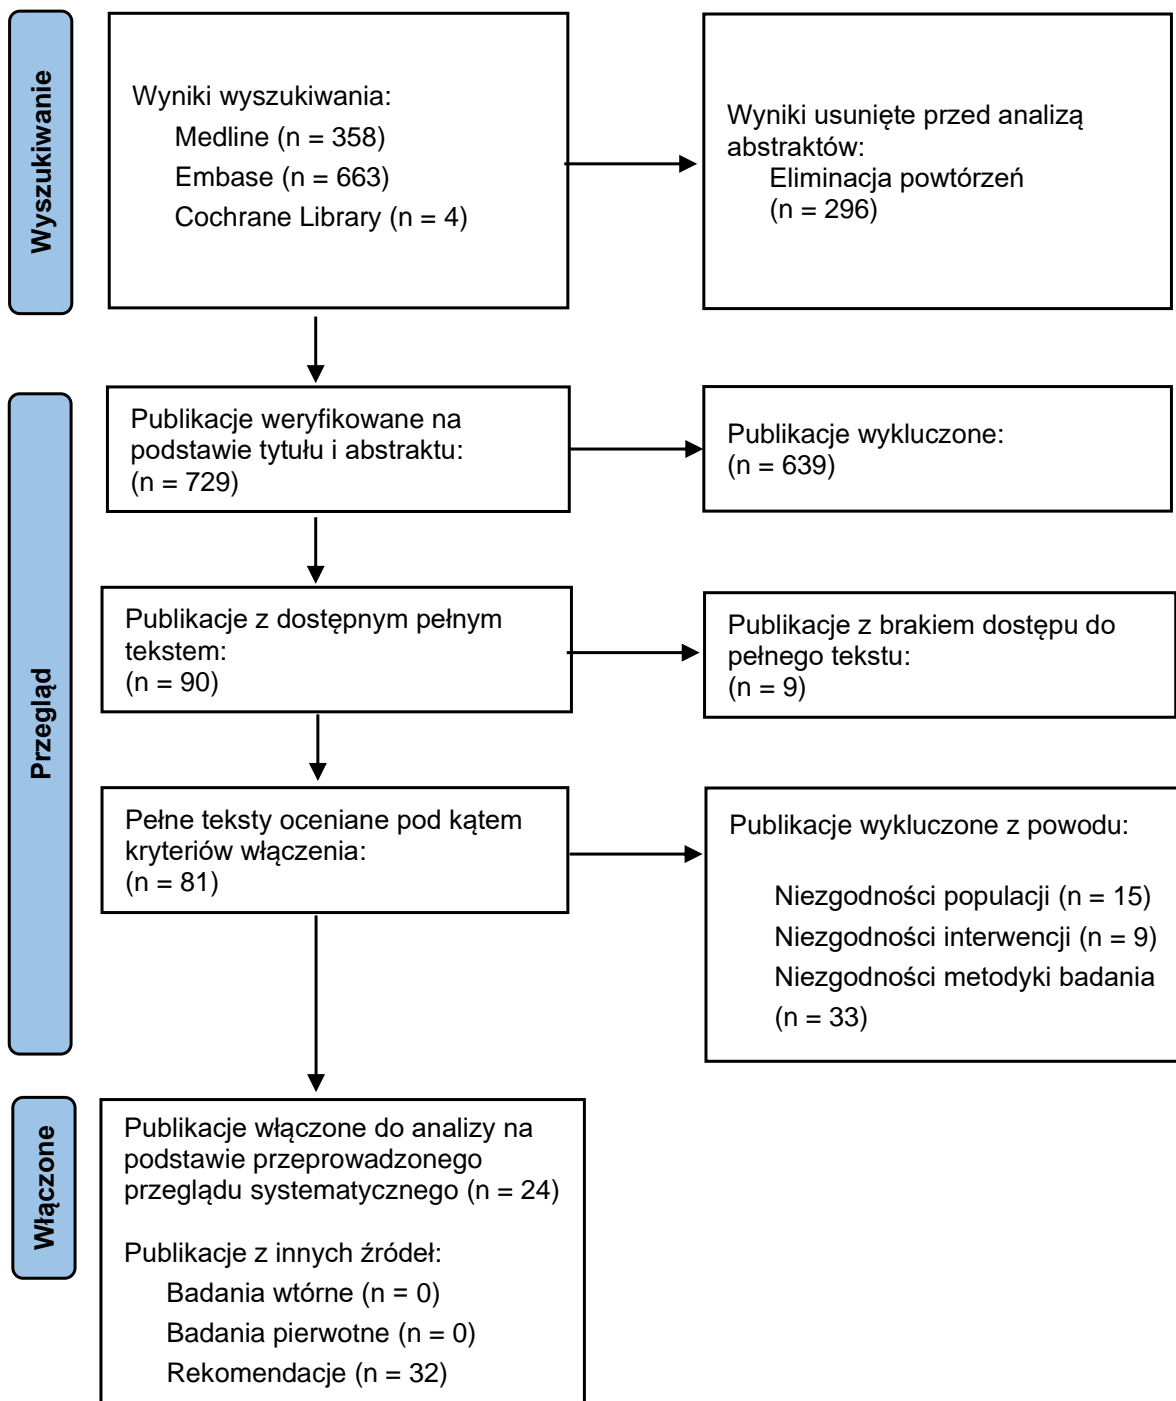 Wyszukiwanie
Wyniki wyszukiwania:
Medline (n = 358)
Embase (n = 663)
Cochrane Library (n = 4)
Wyniki usunięte przed analizą
abstraktów:
Eliminacja powtórzeń
(n = 296)
Przegląd
Publikacje weryfikowane na
podstawie tytułu i abstraktu:
(n = 729)
Publikacje wykluczone:
(n = 639)
Publikacje z dostępnym pełnym
tekstem:
(n = 90)
Publikacje z brakiem dostępu do
pełnego tekstu:
(n = 9)
Pełne teksty oceniane pod kątem
kryteriów włączenia:
(n = 81)
Publikacje wykluczone z powodu:
Niezgodności populacji (n = 15)
Niezgodności interwencji (n = 9)
Niezgodności metodyki badania
(n = 33)
Włączone
Publikacje włączone do analizy na
podstawie przeprowadzonego
przeglądu systematycznego (n = 24)
Publikacje z innych źródeł:
Badania wtórne (n = 0)
Badania pierwotne (n = 0)
Rekomendacje (n = 32)